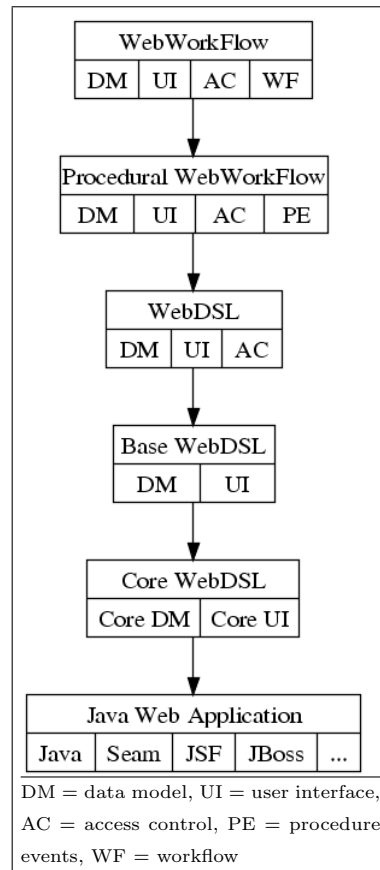 WebWorkFlow
DM UI AC WF
Procedural WebWorkFlow
DM UI AC PE
WebDSL
DM UI AC
Base WebDSL
DM UI
Core WebDSL
Core DM Core UI
Java Web Application
Java Seam JSF JBoss ...
DM = data model, UI = user interface,
AC = access control, PE = procedure
events, WF = workflow